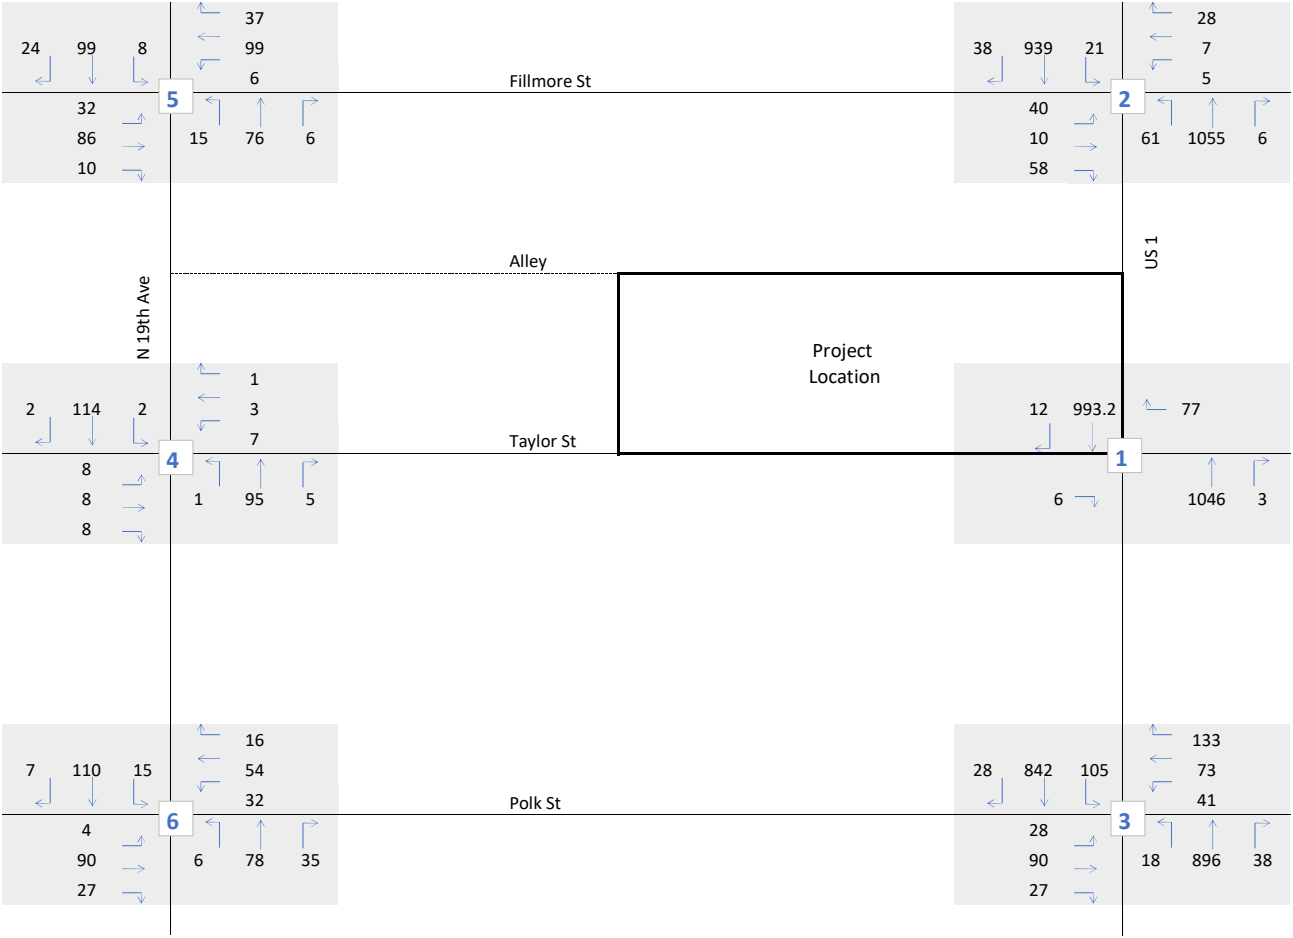 37
28
24 99 8 99
38 939 21 7
6
5
Fillmore St
5
2
32
40
86 15 76 6
10 61 1055 6
10
58
US 1
Alley
N 19th Ave
Project
Location
1
2 114 2 3
12 993.2 77
7
Taylor St
4
1
8
8 1 95 5
6 1046 3
8
16
133
7 110 15 54
28 842 105 73
32
41
Polk St
6
3
4
28
90 6 78 35
90 18 896 38
27
27